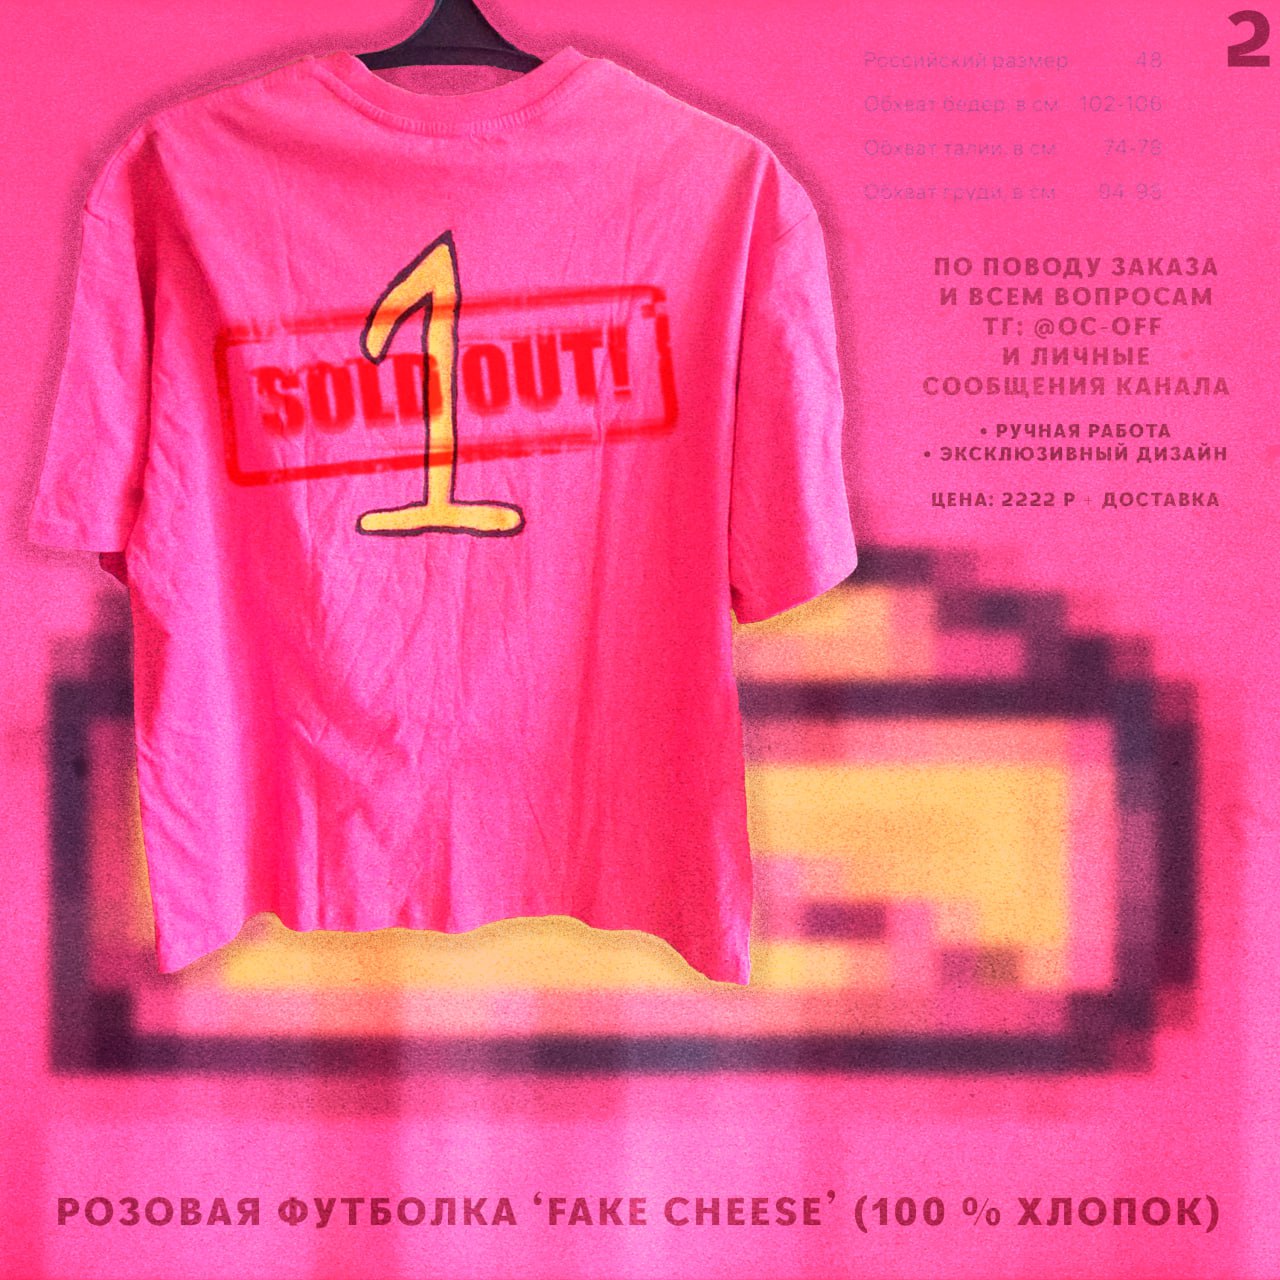 2
Российский размер 48
Обхват бедер, в см 102-106
Обхват талии, в см 74-78
Обхват груди, в см 94-96
ПО ПОВОДУ ЗАКАЗА
И ВСЕМ ВОПРОСАМ
ТГ: @OC-OFF
И ЛИЧНЫЕ
СООБЩЕНИЯ КАНАЛА
• РУЧНАЯ РАБОТА
• ЭКСКЛЮЗИВНЫЙ ДИЗАЙН
ЦЕНА: 2222 Р + ДОСТАВКА
1
SOLD OUT!
РОЗОВАЯ ФУТБОЛКА ‘FAKE CHEESE’ (100 % ХЛОПОК)